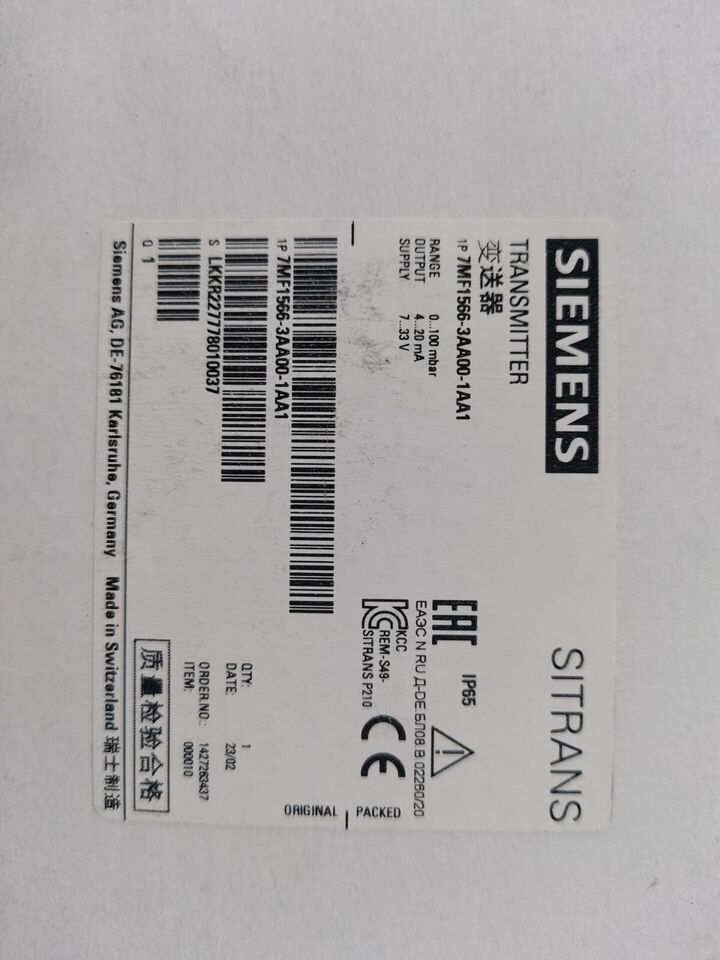 SIEMENS
SITRANS
TRANSMITTER
变送器
1P 7MF1566-3AA00-1AA1
RANGE 0...100 mbar
OUTPUT 4...20 mA
SUPPLY 7...33 V
EAC IP65
ЕАЭС N RU Д-DE.БЛ08.В.02260/20
KCC
REM-S49-
SITRANS P210
CE
ORIGINAL PACKED
1P 7MF1566-3AA00-1AA1
S LKKR227778010037
Q 1
QTY: 1
DATE: 23/02
ORDER.NO.: 1427263437
ITEM: 000010
质量检验合格
Siemens AG, DE-76181 Karlsruhe, Germany Made in Switzerland 瑞士制造